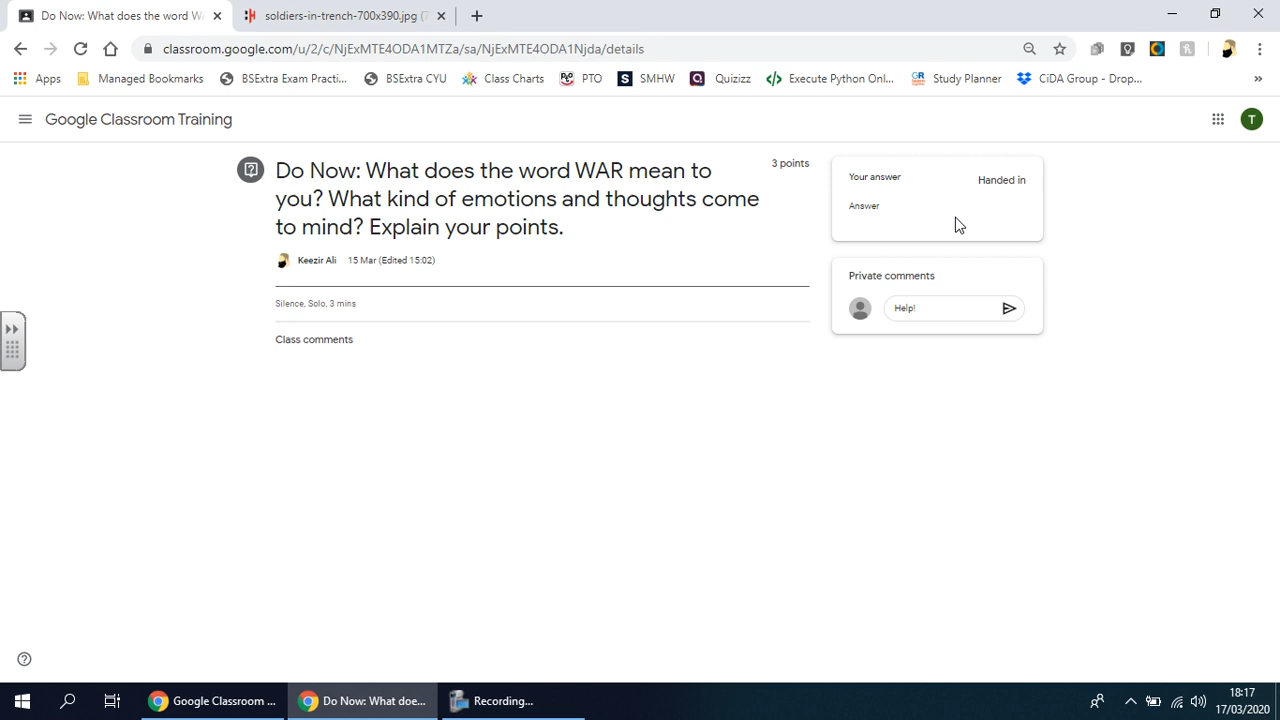 Do Now: What does the word WA
soldiers-in-trench-700x390.jpg (7
classroom.google.com/u/2/c/NjExMTE4ODA1MTZa/sa/NjExMTE4ODA1Njda/details
Apps
Managed Bookmarks
BSExtra Exam Practi...
BSExtra CYU
Class Charts
PTO
SMHW
Quizizz
Execute Python Onl...
Study Planner
CiDA Group - Drop...
Google Classroom Training
T
Do Now: What does the word WAR mean to
you? What kind of emotions and thoughts come
to mind? Explain your points.
3 points
Keezir Ali 15 Mar (Edited 15:02)
Silence, Solo, 3 mins
Class comments
Your answer
Handed in
Answer
Private comments
Help!
Google Classroom ...
Do Now: What doe...
Recording...
18:17
17/03/2020